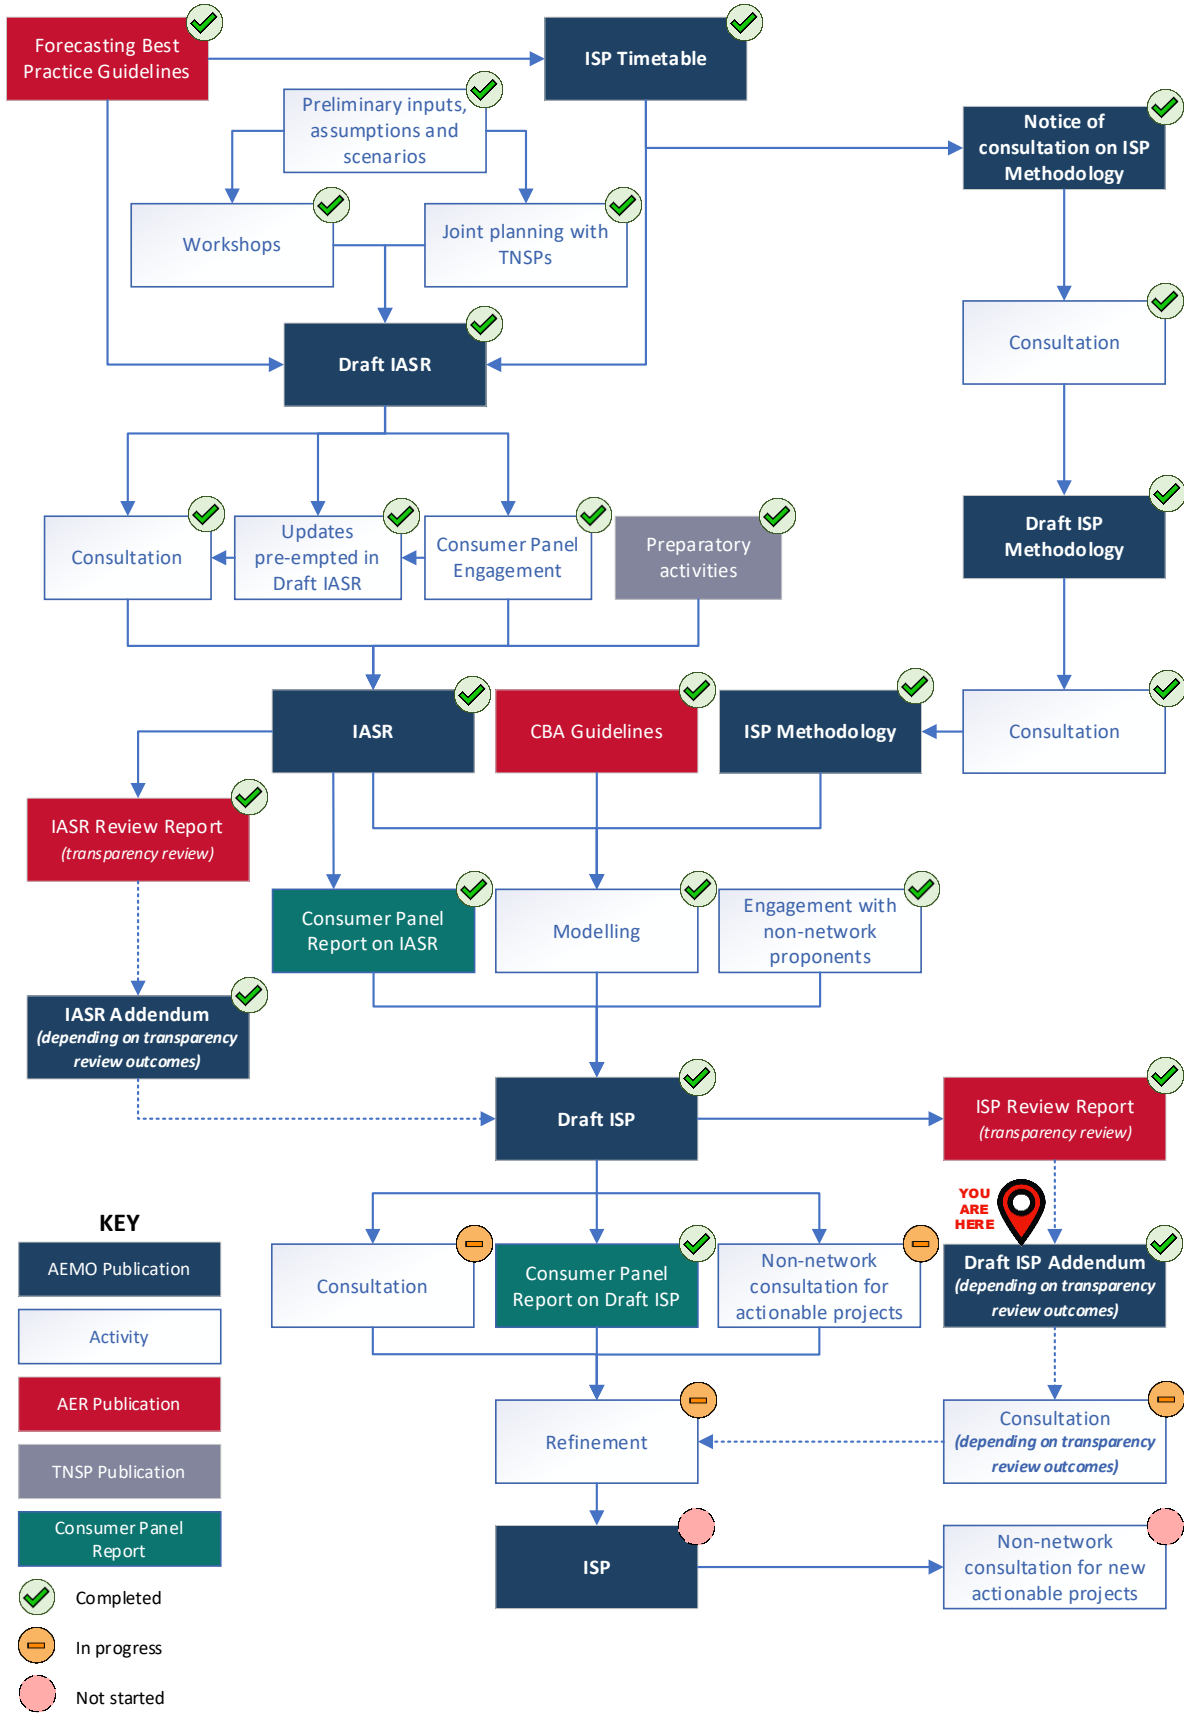 Forecasting Best
Practice Guidelines
ISP Timetable
Preliminary inputs,
assumptions and
scenarios
Notice of
consultation on ISP
Methodology
Workshops
Joint planning with
TNSPs
Consultation
Draft IASR
Draft ISP
Methodology
Consultation
Updates
pre-empted in
Draft IASR
Consumer Panel
Engagement
Preparatory
activities
IASR
CBA Guidelines
ISP Methodology
Consultation
IASR Review Report
(transparency review)
Consumer Panel
Report on IASR
Modelling
Engagement with
non-network
proponents
IASR Addendum
(depending on transparency
review outcomes)
Draft ISP
ISP Review Report
(transparency review)
YOU
ARE
HERE
Consultation
Consumer Panel
Report on Draft ISP
Non-network
consultation for
actionable projects
Draft ISP Addendum
(depending on transparency
review outcomes)
Refinement
Consultation
(depending on transparency
review outcomes)
ISP
Non-network
consultation for new
actionable projects
KEY
AEMO Publication
Activity
AER Publication
TNSP Publication
Consumer Panel
Report
Completed
In progress
Not started